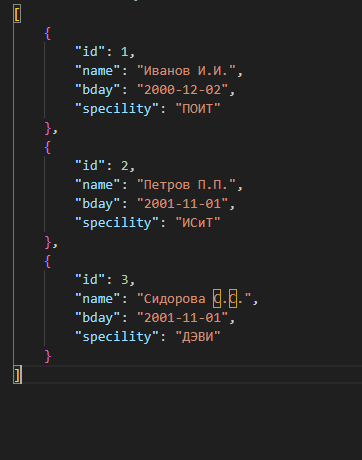 [
    {
        "id": 1,
        "name": "Иванов И.И.",
        "bday": "2000-12-02",
        "specility": "ПОИТ"
    },
    {
        "id": 2,
        "name": "Петров П.П.",
        "bday": "2001-11-01",
        "specility": "ИСиТ"
    },
    {
        "id": 3,
        "name": "Сидорова С.С.",
        "bday": "2001-11-01",
        "specility": "ДЭВИ"
    }
]